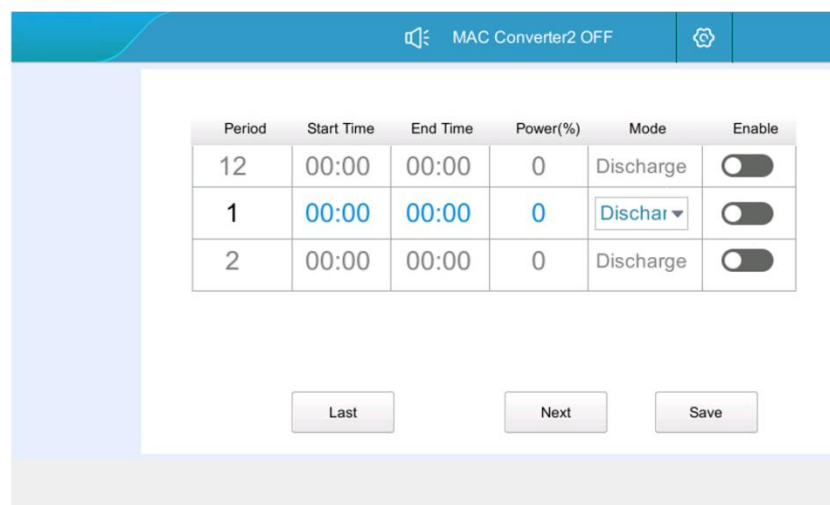 MAC Converter2 OFF
Period Start Time End Time Power(%) Mode Enable
12 00:00 00:00 0 Discharge
1 00:00 00:00 0 Dischar
2 00:00 00:00 0 Discharge
Last Next Save